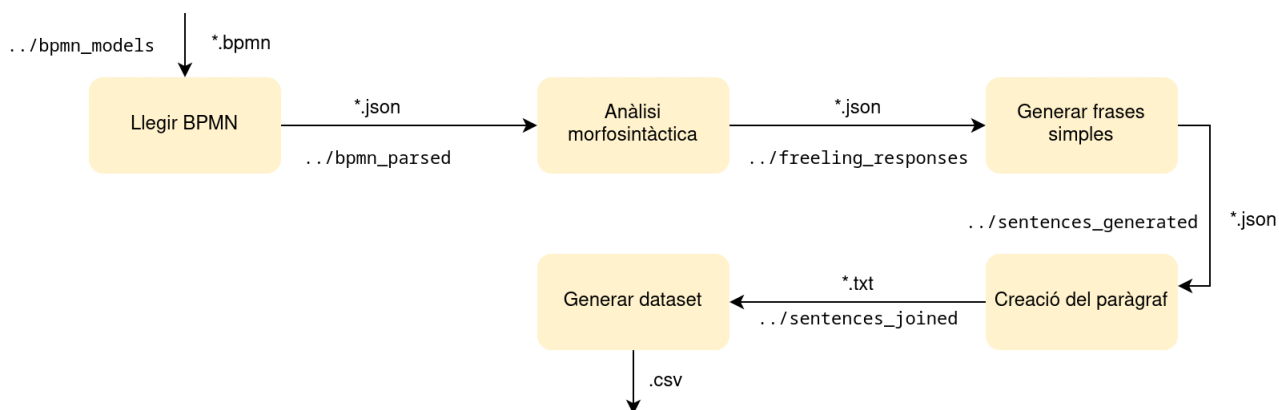 ../bpmn_models
*.bpmn
Llegir BPMN
*.json
../bpmn_parsed
Anàlisi
morfosintàctica
*.json
../freeling_responses
Generar frases
simples
../sentences_generated
*.json
Creació del paràgraf
*.txt
../sentences_joined
Generar dataset
.csv